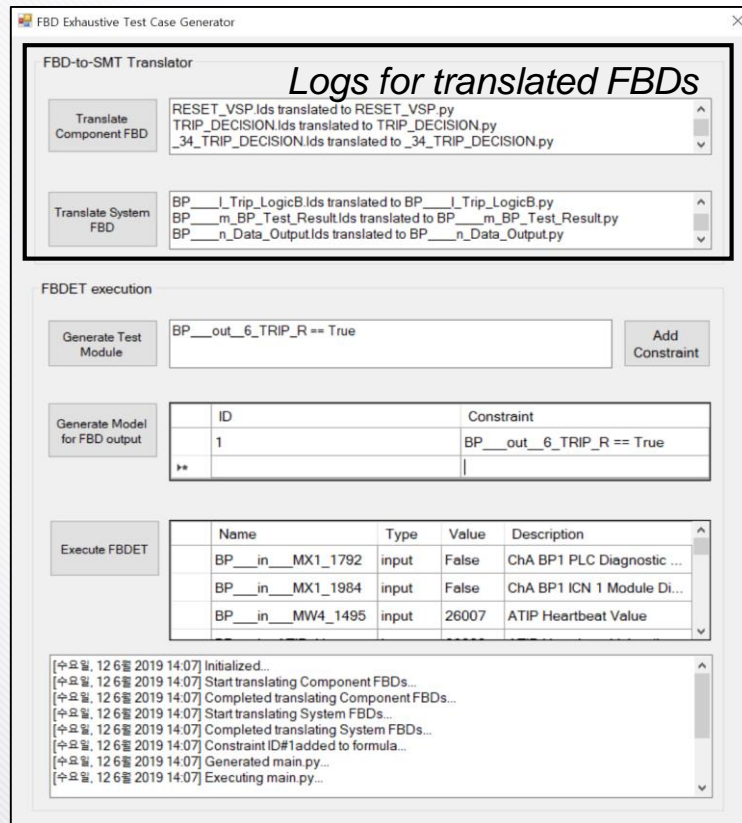 FBD Exhaustive Test Case Generator
FBD-to-SMT Translator
Logs for translated FBDs
Translate
Component FBD
RESET_VSP.lds translated to RESET_VSP.py
TRIP_DECISION.lds translated to TRIP_DECISION.py
_34_TRIP_DECISION.lds translated to _34_TRIP_DECISION.py
Translate System
FBD
BP____l_Trip_LogicB.lds translated to BP____l_Trip_LogicB.py
BP____m_BP_Test_Result.lds translated to BP____m_BP_Test_Result.py
BP____n_Data_Output.lds translated to BP____n_Data_Output.py
FBDET execution
Generate Test
Module
BP___out__6_TRIP_R == True
Add
Constraint
Generate Model
for FBD output
ID Constraint
1 BP___out__6_TRIP_R == True
Execute FBDET
Name Type Value Description
BP___in___MX1_1792 input False ChA BP1 PLC Diagnostic ...
BP___in___MX1_1984 input False ChA BP1 ICN 1 Module Di...
BP___in___MW4_1495 input 26007 ATIP Heartbeat Value
[수요일, 12 6월 2019 14:07] Initialized...
[수요일, 12 6월 2019 14:07] Start translating Component FBDs...
[수요일, 12 6월 2019 14:07] Completed translating Component FBDs...
[수요일, 12 6월 2019 14:07] Start translating System FBDs...
[수요일, 12 6월 2019 14:07] Completed translating System FBDs...
[수요일, 12 6월 2019 14:07] Constraint ID#1added to formula...
[수요일, 12 6월 2019 14:07] Generated main.py...
[수요일, 12 6월 2019 14:07] Executing main.py...